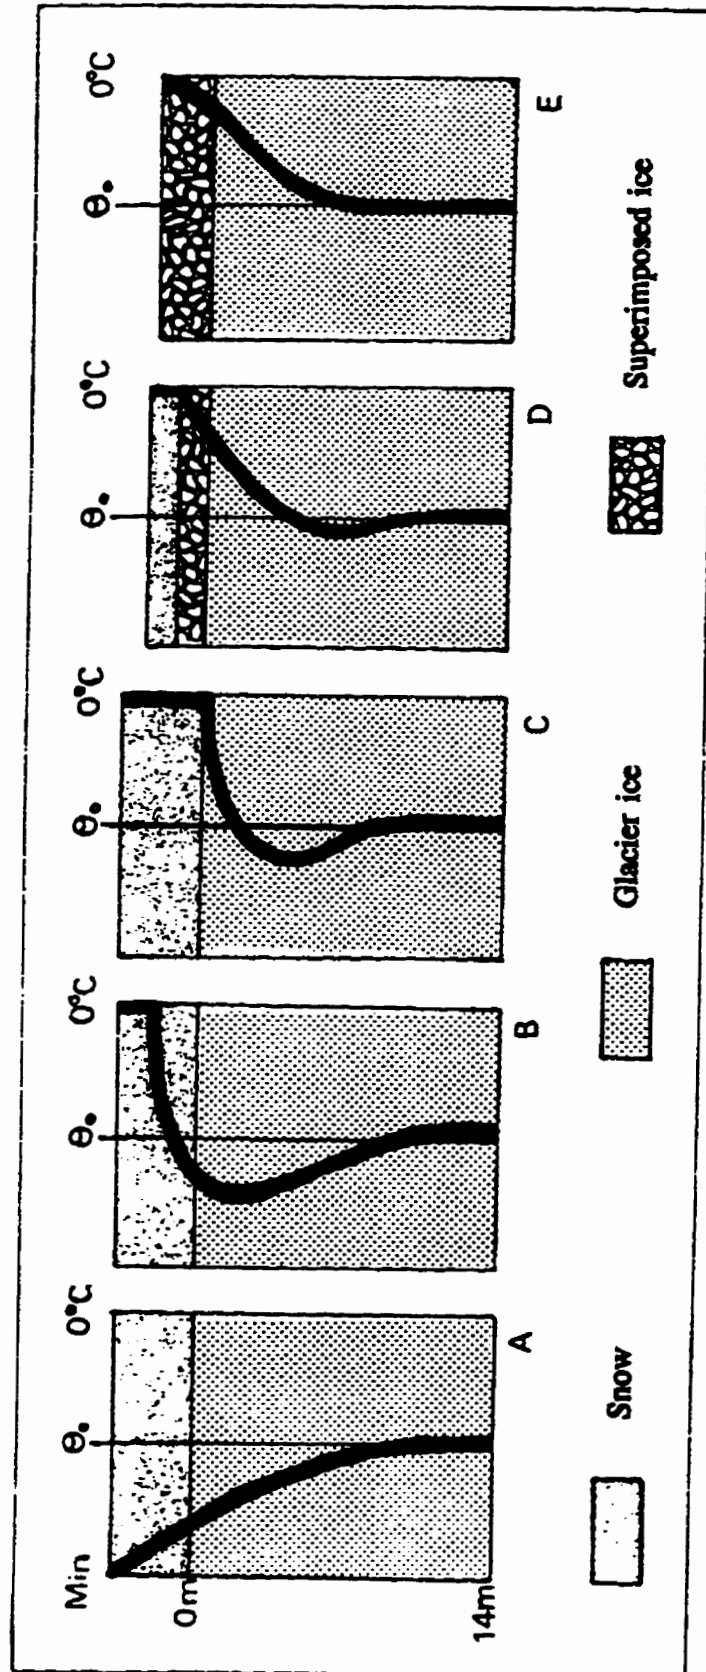 Min θ₀ 0°C θ₀ 0°C θ₀ 0°C θ₀ 0°C θ₀ 0°C
0m
14m
A B C D E
Snow Glacier ice Superimposed ice